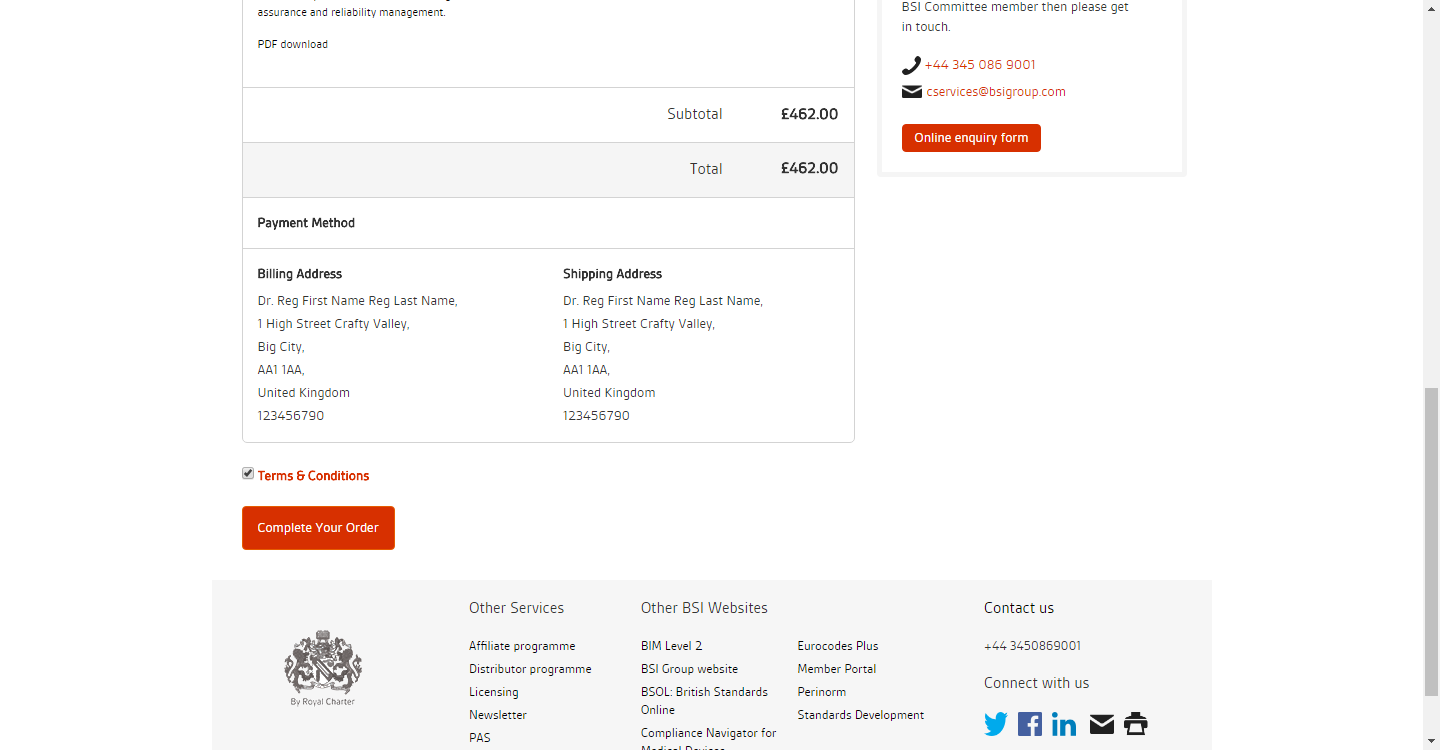 assurance and reliability management.
PDF download
Subtotal £462.00
Total £462.00
Payment Method
Billing Address
Dr. Reg First Name Reg Last Name,
1 High Street Crafty Valley,
Big City,
AA1 1AA,
United Kingdom
123456790
Shipping Address
Dr. Reg First Name Reg Last Name,
1 High Street Crafty Valley,
Big City,
AA1 1AA,
United Kingdom
123456790
Terms & Conditions
Complete Your Order
BSI Committee member then please get
in touch.
+44 345 086 9001
cservices@bsigroup.com
Online enquiry form
By Royal Charter
Other Services
Affiliate programme
Distributor programme
Licensing
Newsletter
PAS
Other BSI Websites
BIM Level 2
BSI Group website
BSOL: British Standards
Online
Compliance Navigator for
Medical Devices
Eurocodes Plus
Member Portal
Perinorm
Standards Development
Contact us
+44 3450869001
Connect with us